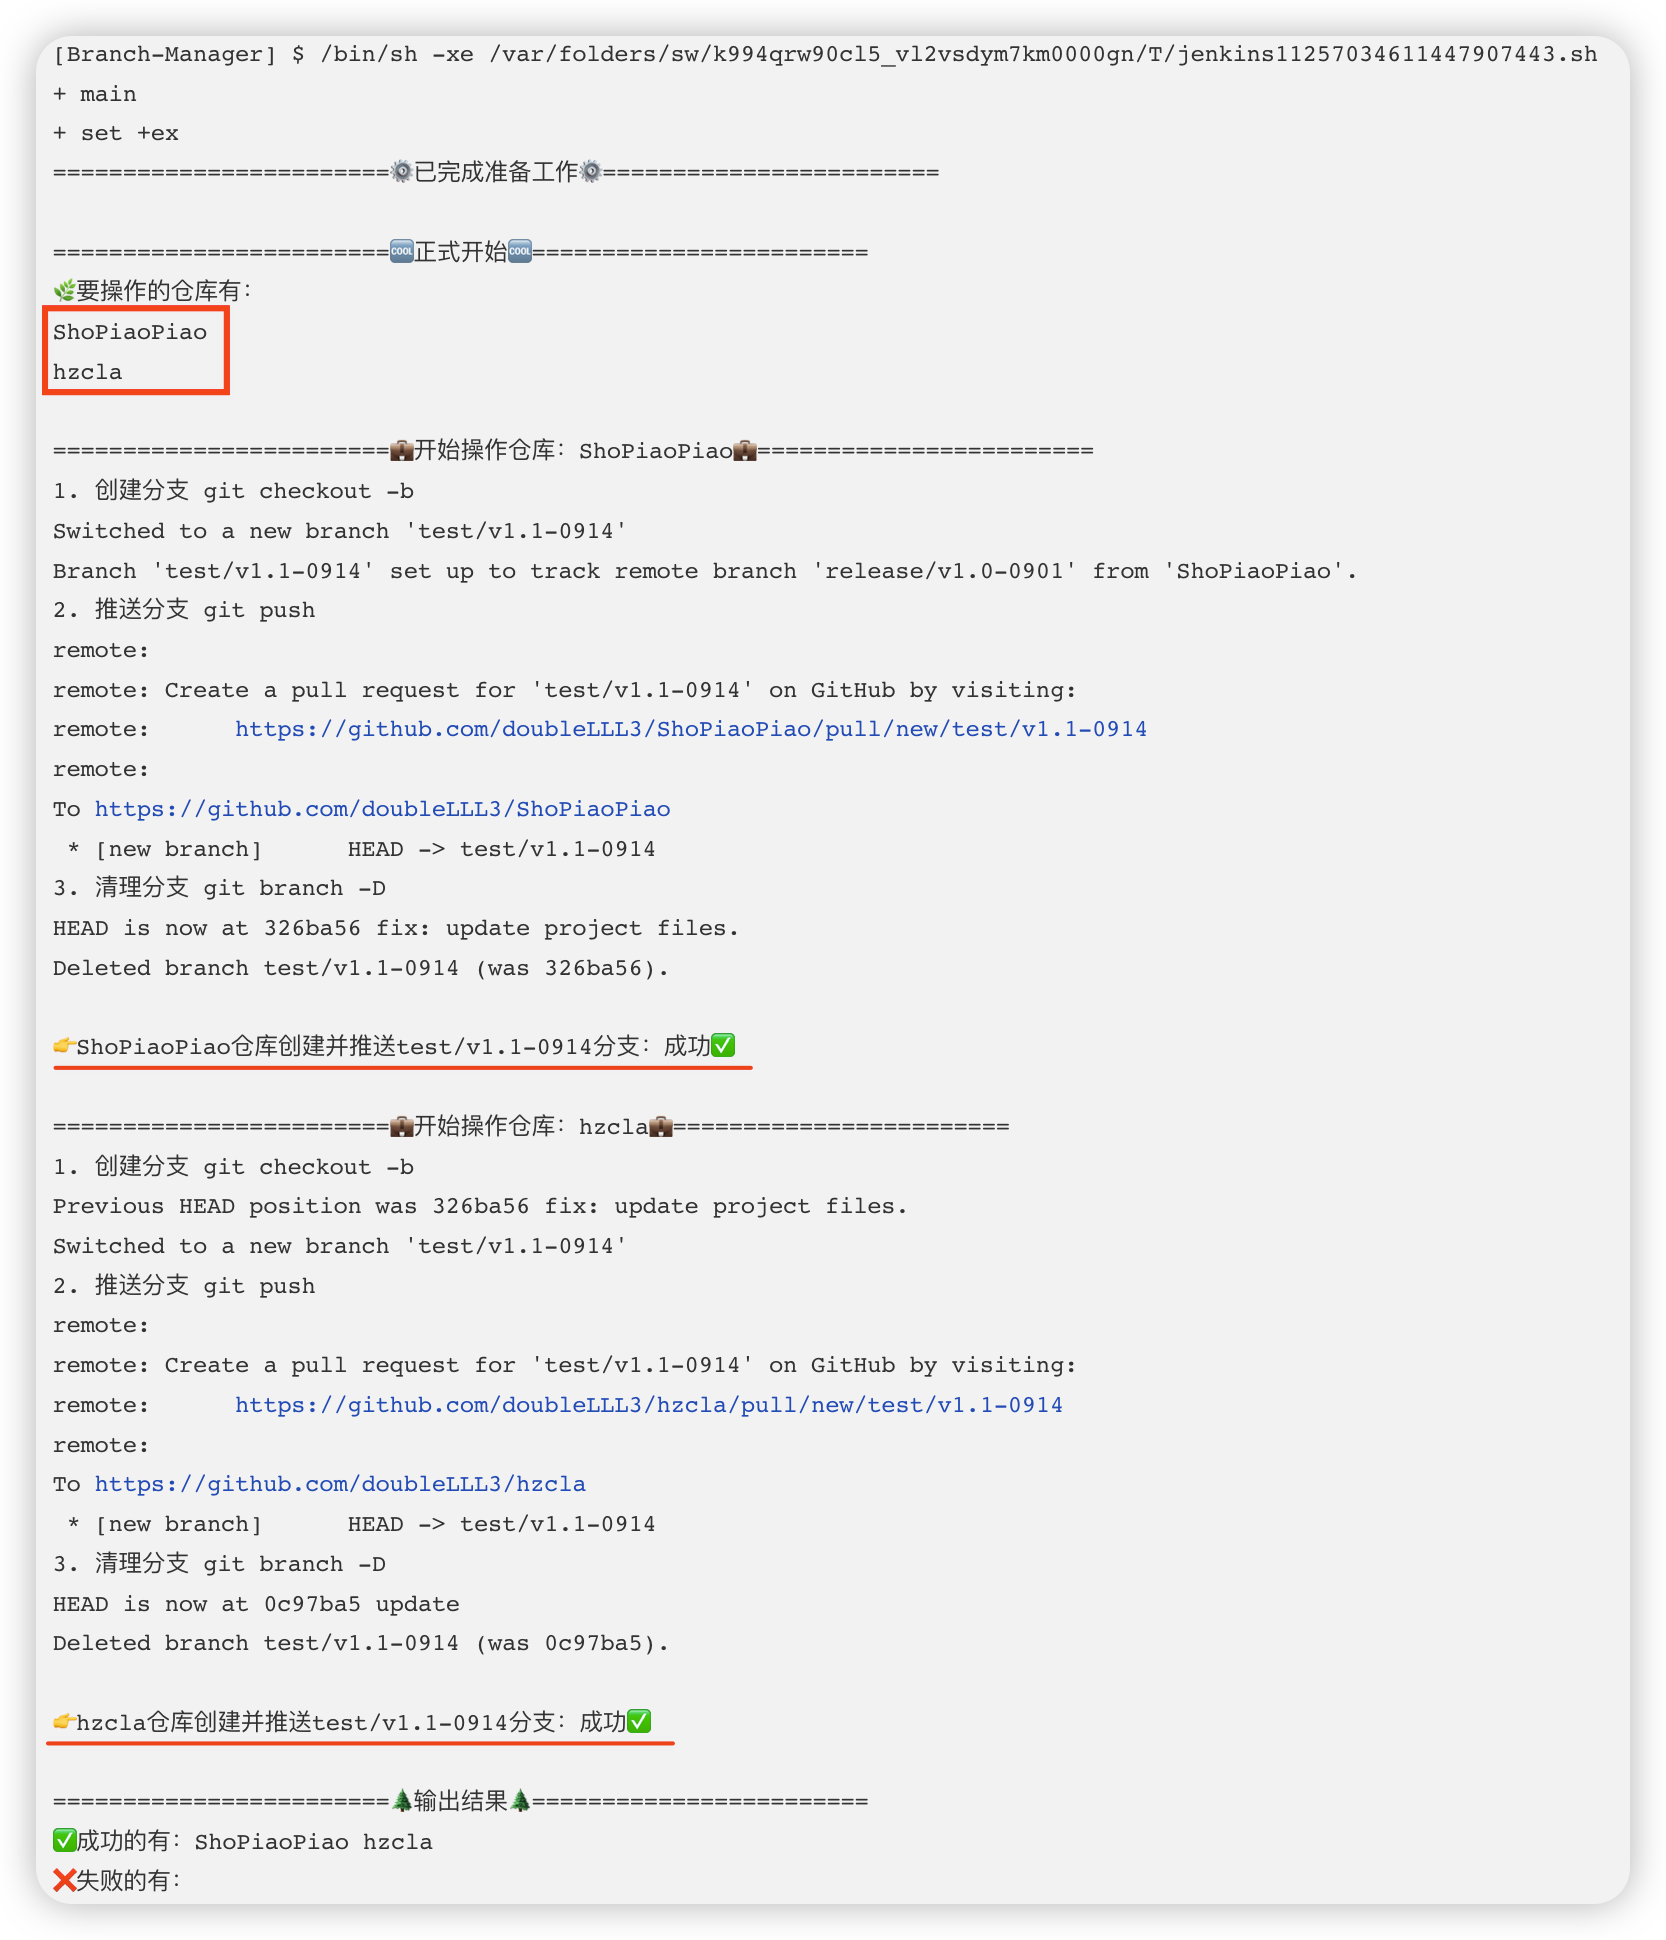 [Branch-Manager] $ /bin/sh -xe /var/folders/sw/k994qrw90cl5_vl2vsdym7km0000gn/T/jenkins11257034611447907443.sh
+ main
+ set +ex
========================⚙️已完成准备工作⚙️========================
========================🆒正式开始🆒========================
🌿要操作的仓库有：
ShoPiaoPiao
hzcla
========================💼开始操作仓库：ShoPiaoPiao💼========================
1. 创建分支 git checkout -b
Switched to a new branch 'test/v1.1-0914'
Branch 'test/v1.1-0914' set up to track remote branch 'release/v1.0-0901' from 'ShoPiaoPiao'.
2. 推送分支 git push
remote:
remote: Create a pull request for 'test/v1.1-0914' on GitHub by visiting:
remote:      https://github.com/doubleLLL3/ShoPiaoPiao/pull/new/test/v1.1-0914
remote:
To https://github.com/doubleLLL3/ShoPiaoPiao
 * [new branch]      HEAD -> test/v1.1-0914
3. 清理分支 git branch -D
HEAD is now at 326ba56 fix: update project files.
Deleted branch test/v1.1-0914 (was 326ba56).
👉ShoPiaoPiao仓库创建并推送test/v1.1-0914分支：成功✅
========================💼开始操作仓库：hzcla💼========================
1. 创建分支 git checkout -b
Previous HEAD position was 326ba56 fix: update project files.
Switched to a new branch 'test/v1.1-0914'
2. 推送分支 git push
remote:
remote: Create a pull request for 'test/v1.1-0914' on GitHub by visiting:
remote:      https://github.com/doubleLLL3/hzcla/pull/new/test/v1.1-0914
remote:
To https://github.com/doubleLLL3/hzcla
 * [new branch]      HEAD -> test/v1.1-0914
3. 清理分支 git branch -D
HEAD is now at 0c97ba5 update
Deleted branch test/v1.1-0914 (was 0c97ba5).
👉hzcla仓库创建并推送test/v1.1-0914分支：成功✅
========================🌲输出结果🌲========================
✅成功的有：ShoPiaoPiao hzcla
❌失败的有：